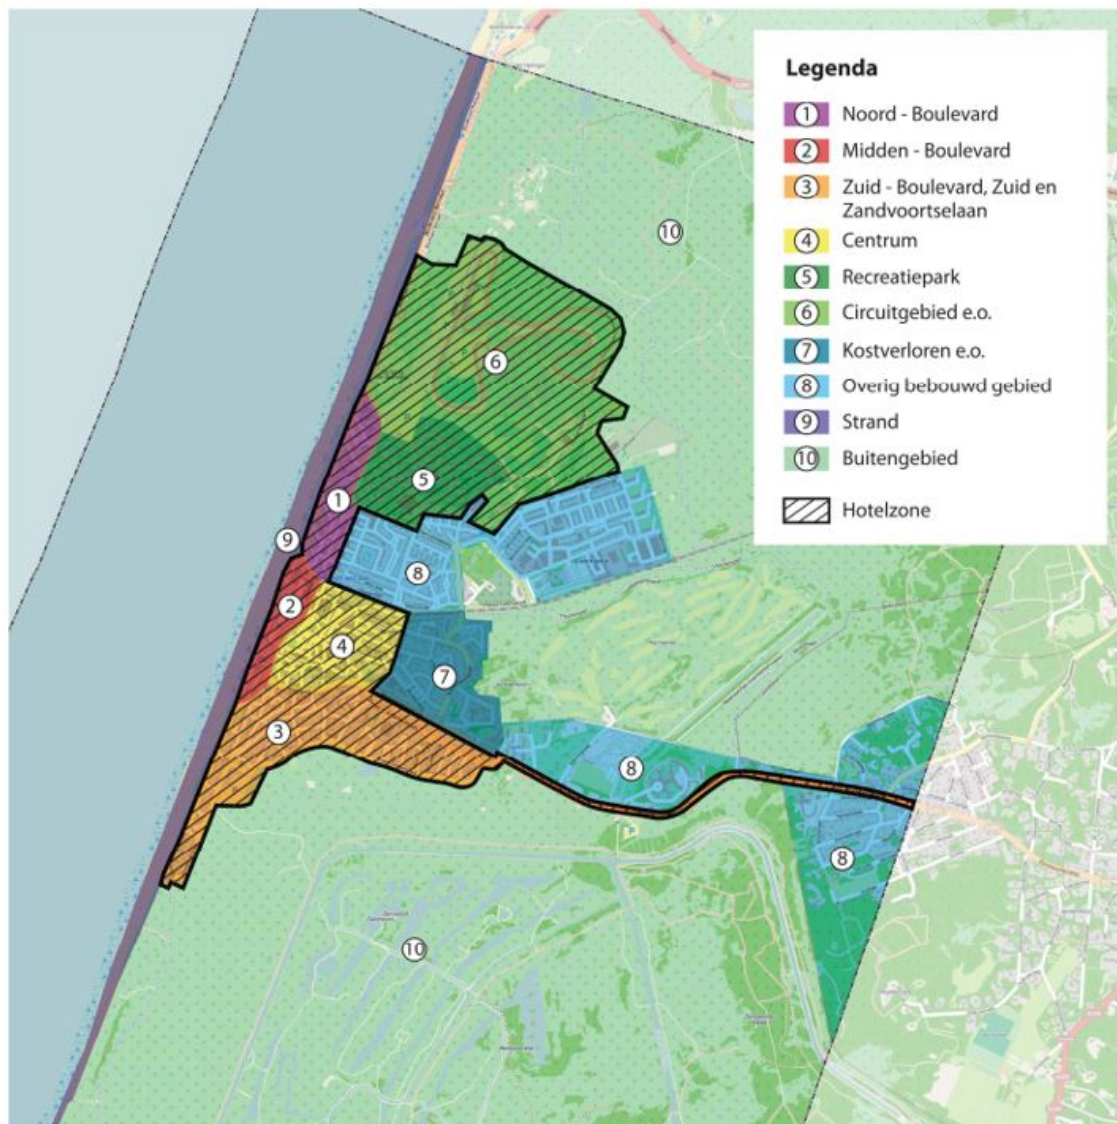 Legenda
1 Noord - Boulevard
2 Midden - Boulevard
3 Zuid - Boulevard, Zuid en
Zandvoortselaan
4 Centrum
5 Recreatiepark
6 Circuitgebied e.o.
7 Kostverloren e.o.
8 Overig bebouwd gebied
9 Strand
10 Buitengebied
Hotelzone
10
6
5
1
9
8
2
4
7
3
8
8
10